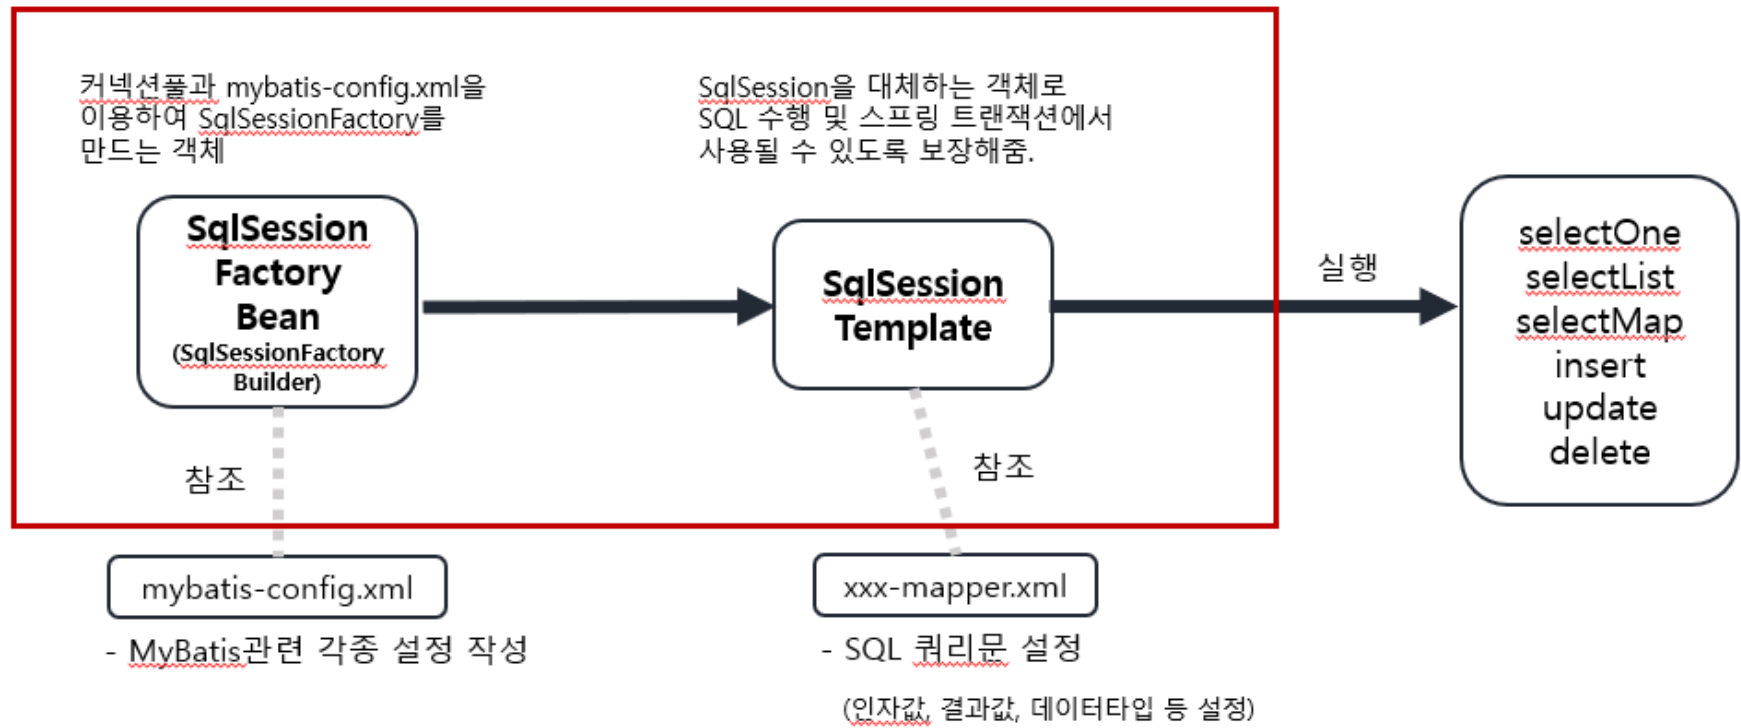 커넥션풀과 mybatis-config.xml을
이용하여 SqlSessionFactory를
만드는 객체
SqlSession을 대체하는 객체로
SQL 수행 및 스프링 트랜잭션에서
사용될 수 있도록 보장해줌.
SqlSession
Factory
Bean
(SqlSessionFactory
Builder)
SqlSession
Template
실행
selectOne
selectList
selectMap
insert
update
delete
참조
참조
mybatis-config.xml
- MyBatis관련 각종 설정 작성
xxx-mapper.xml
- SQL 쿼리문 설정
(인자값, 결과값, 데이터타입 등 설정)